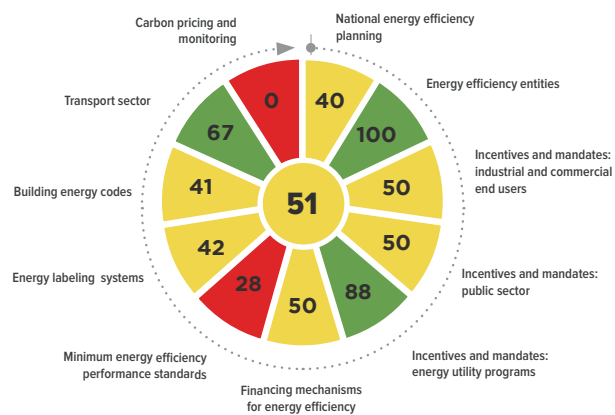 Carbon pricing and
monitoring
National energy efficiency
planning
Energy efficiency entities
Incentives and mandates:
industrial and commercial
end users
Incentives and mandates:
public sector
Incentives and mandates:
energy utility programs
Financing mechanisms
for energy efficiency
Minimum energy efficiency
performance standards
Energy labeling systems
Building energy codes
Transport sector
0
40
100
50
50
88
50
28
42
41
67
51